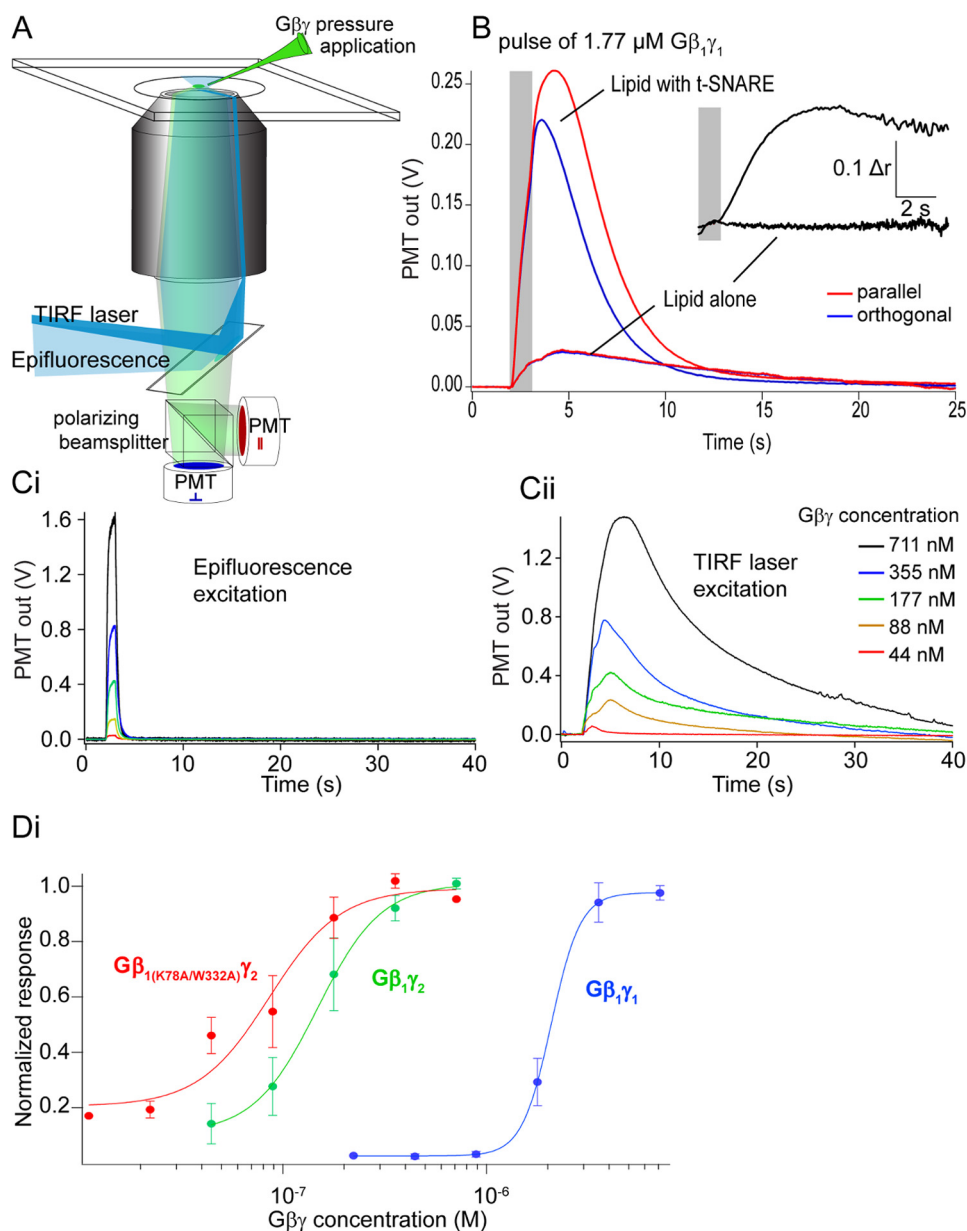 A
Gβγ pressure
application
TIRF laser
Epifluorescence
polarizing
beamsplitter
PMT
||
PMT
⊥
B
pulse of 1.77 µM Gβ₁γ₁
Lipid with t-SNARE
0.1 Δr
2 s
Lipid alone
parallel
orthogonal
PMT out (V)
0.25
0.20
0.15
0.10
0.05
0.00
0 5 10 15 20 25
Time (s)
Ci
Epifluorescence
excitation
PMT out (V)
1.6
1.2
0.8
0.4
0.0
0 10 20 30 40
Time (s)
Cii
Gβγ concentration
TIRF laser
excitation
711 nM
355 nM
177 nM
88 nM
44 nM
PMT out (V)
1.2
0.8
0.4
0.0
0 10 20 30 40
Time (s)
Di
Normalized response
1.0
0.8
0.6
0.4
0.2
Gβ₁(K78A/W332A)γ₂
Gβ₁γ₂
Gβ₁γ₁
10⁻⁷ 10⁻⁶
Gβγ concentration (M)